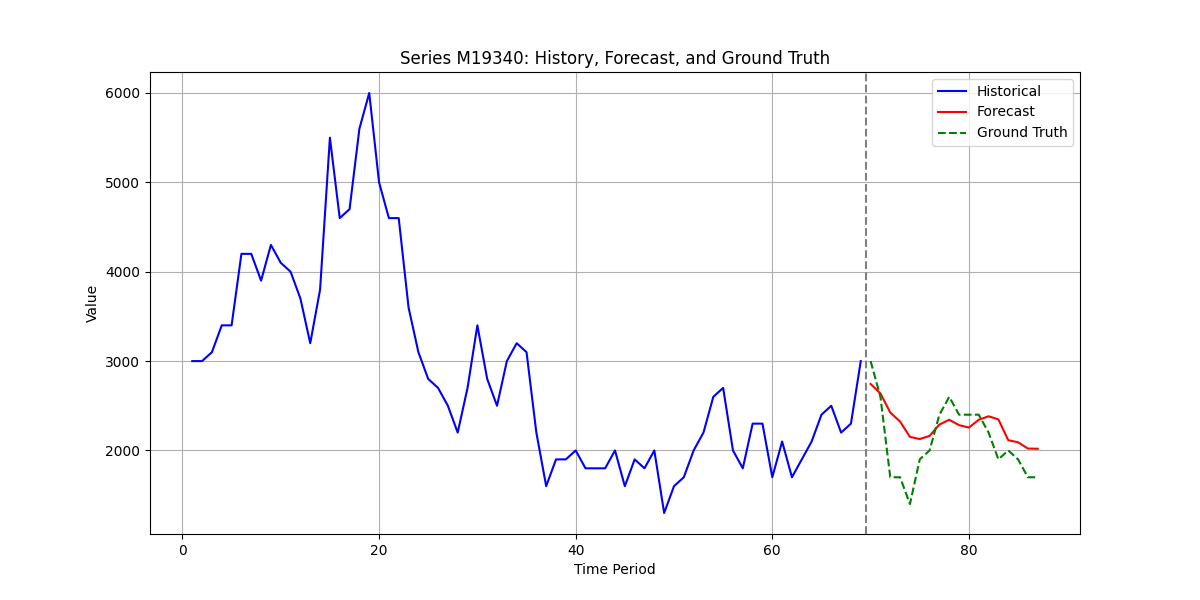 Series M19340: History, Forecast, and Ground Truth
Historical
Forecast
Ground Truth
6000
5000
4000
3000
2000
Value
0 20 40 60 80
Time Period